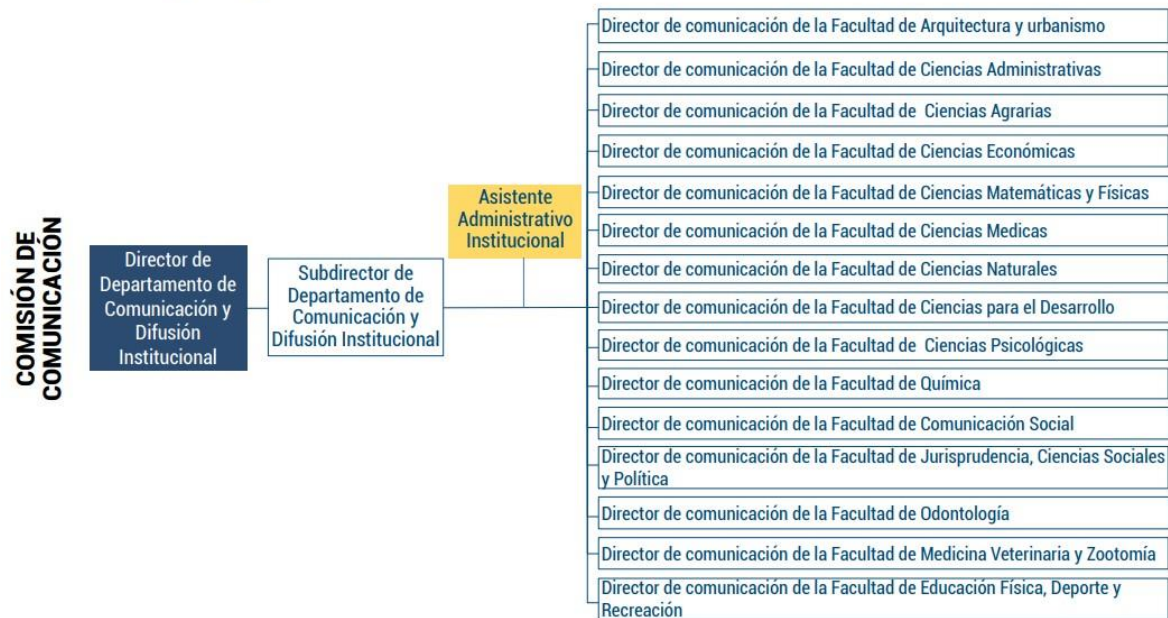 COMISIÓN DE
COMUNICACIÓN
Director de
Departamento de
Comunicación y
Difusión
Institucional
Subdirector de
Departamento de
Comunicación y
Difusión Institucional
Asistente
Administrativo
Institucional
Director de comunicación de la Facultad de Arquitectura y urbanismo
Director de comunicación de la Facultad de Ciencias Administrativas
Director de comunicación de la Facultad de  Ciencias Agrarias
Director de comunicación de la Facultad de Ciencias Económicas
Director de comunicación de la Facultad de Ciencias Matemáticas y Físicas
Director de comunicación de la Facultad de Ciencias Medicas
Director de comunicación de la Facultad de Ciencias Naturales
Director de comunicación de la Facultad de Ciencias para el Desarrollo
Director de comunicación de la Facultad de  Ciencias Psicológicas
Director de comunicación de la Facultad de Química
Director de comunicación de la Facultad de Comunicación Social
Director de comunicación de la Facultad de Jurisprudencia, Ciencias Sociales
y Política
Director de comunicación de la Facultad de Odontología
Director de comunicación de la Facultad de Medicina Veterinaria y Zootomía
Director de comunicación de la Facultad de Educación Física, Deporte y
Recreación